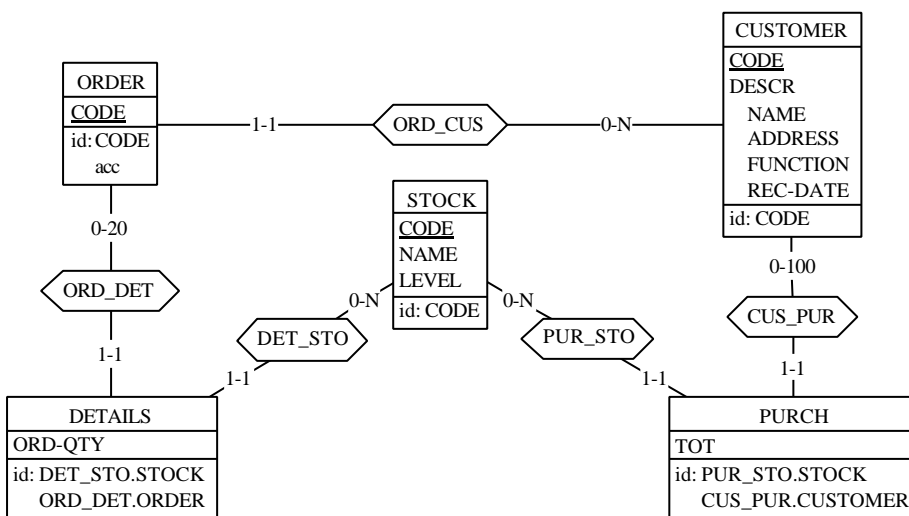 CUSTOMER
CODE
DESCR
NAME
ADDRESS
FUNCTION
REC-DATE
id: CODE
ORDER
CODE
id: CODE
acc
1-1
ORD_CUS
0-N
STOCK
CODE
NAME
LEVEL
id: CODE
0-20
ORD_DET
1-1
0-N
DET_STO
1-1
0-N
PUR_STO
1-1
0-100
CUS_PUR
1-1
DETAILS
ORD-QTY
id: DET_STO.STOCK
ORD_DET.ORDER
PURCH
TOT
id: PUR_STO.STOCK
CUS_PUR.CUSTOMER